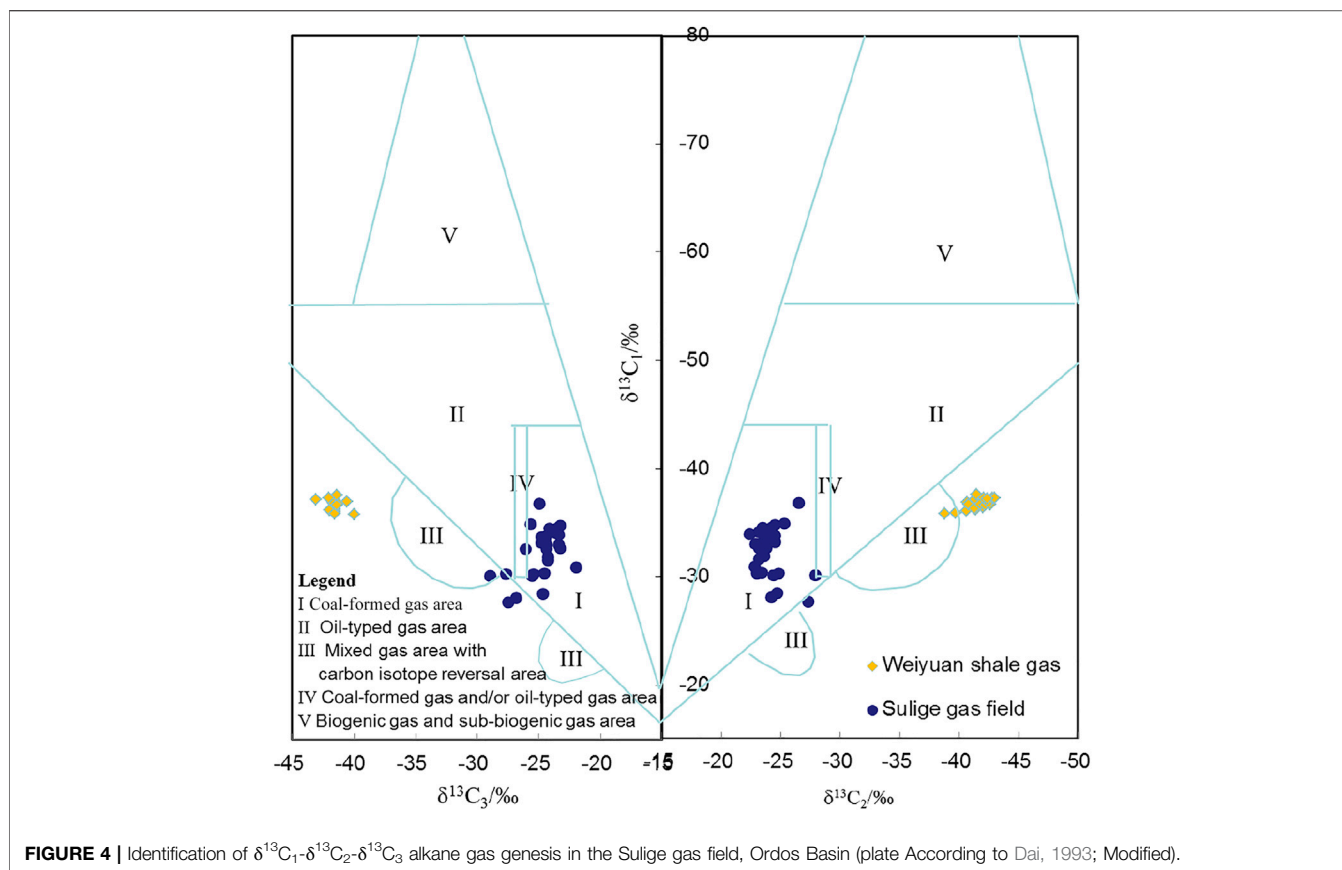 80
-70
-60
-50
-40
-30
-20
δ¹³C₁/‰
V
II
IV
III
I
III
V
II
IV
III
I
III
Legend
I Coal-formed gas area
II Oil-typed gas area
III Mixed gas area with
carbon isotope reversal area
IV Coal-formed gas and/or oil-typed gas area
V Biogenic gas and sub-biogenic gas area
Weiyuan shale gas
Sulige gas field
-45 -40 -35 -30 -25 -20 -15
-15 -20 -25 -30 -35 -40 -45 -50
δ¹³C₃/‰
δ¹³C₂/‰
FIGURE 4 | Identification of δ¹³C₁-δ¹³C₂-δ¹³C₃ alkane gas genesis in the Sulige gas field, Ordos Basin (plate According to Dai, 1993; Modified).